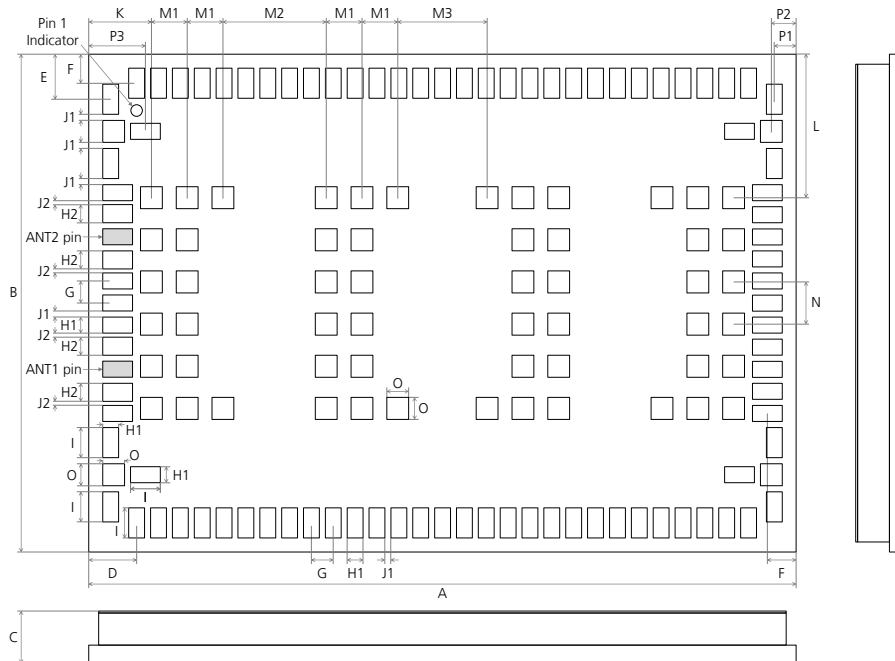 K M1 M1 M2 M1 M1 M3 P2
Pin 1
Indicator
P3 P1
F
E
J1
J1
L
J1
J2
H2
ANT2 pin
H2
J2
G
N
B
J1
H1
J2
H2
ANT1 pin
O
H2
O
J2
H1
I
O
O
H1
I
I
I
D G H1 J1 F
A
C